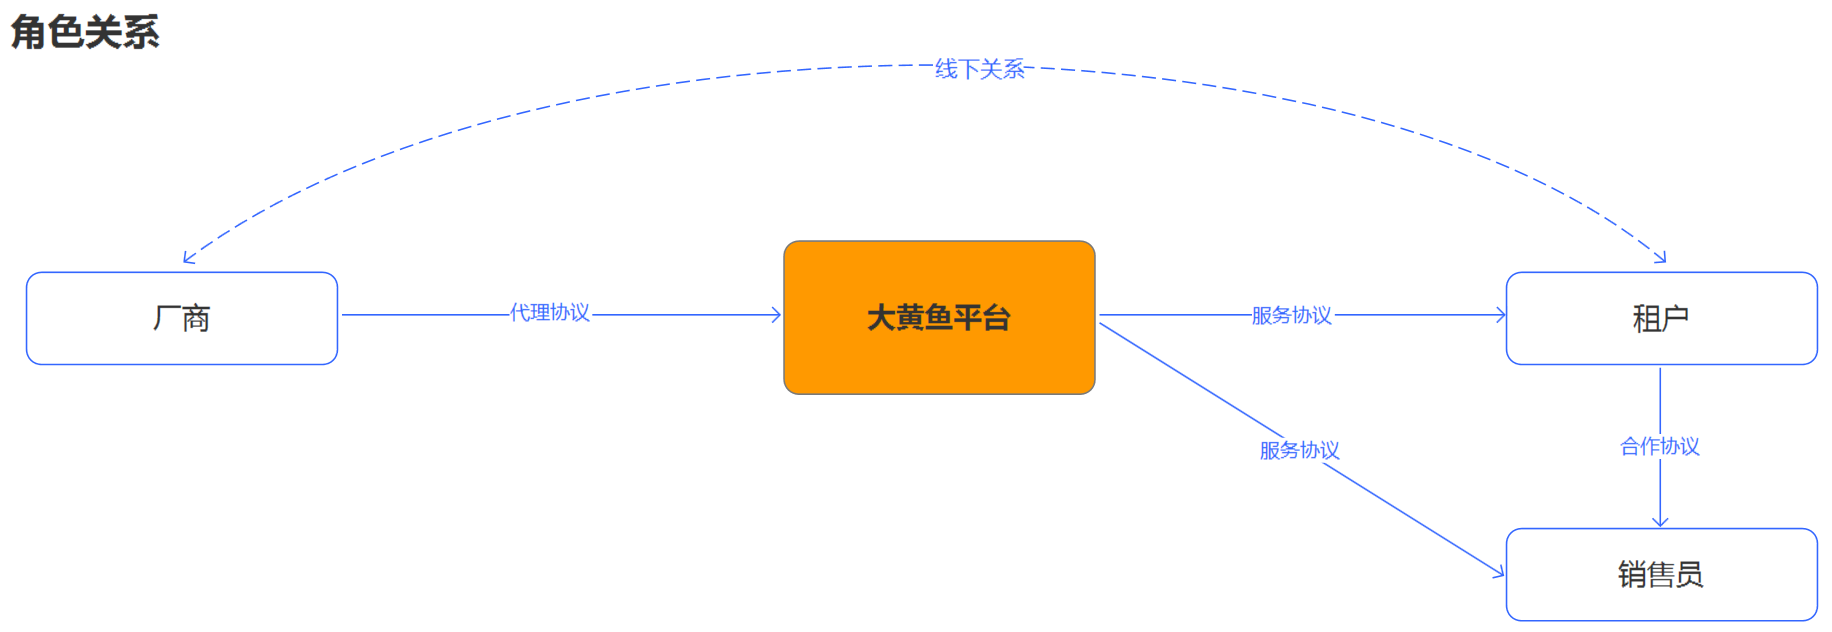 角色关系
线下关系
厂商
代理协议
大黄鱼平台
服务协议
租户
服务协议
合作协议
销售员